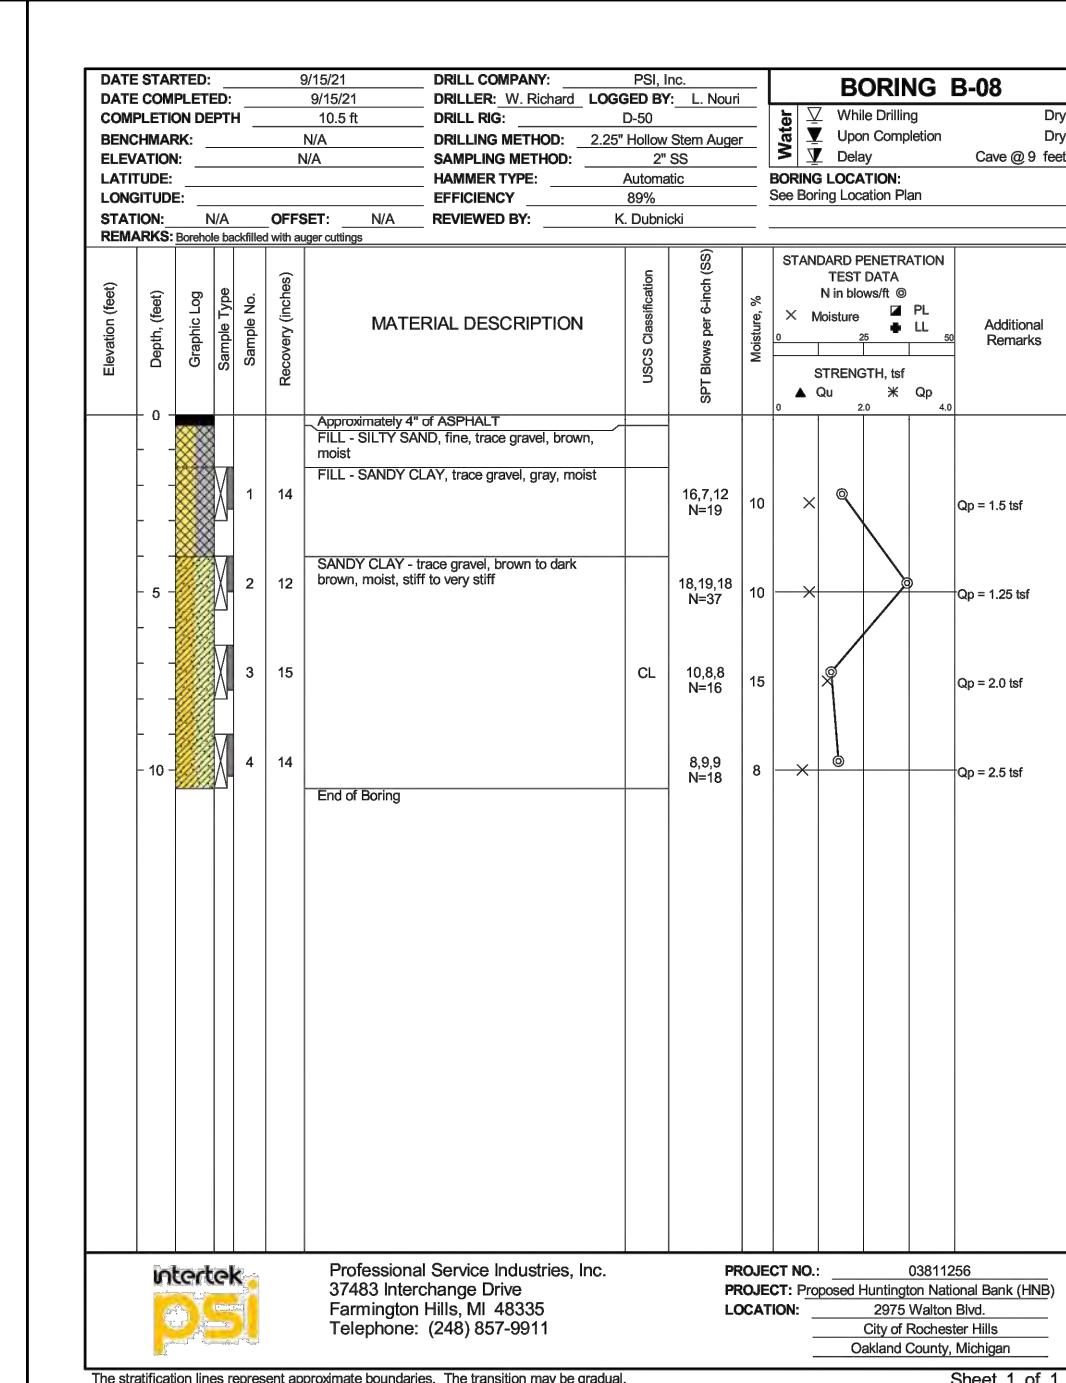 DATE STARTED: 9/15/21
DATE COMPLETED: 9/15/21
COMPLETION DEPTH 10.5 ft
BENCHMARK: N/A
ELEVATION: N/A
LATITUDE:
LONGITUDE:
STATION: N/A OFFSET: N/A
REMARKS: Borehole backfilled with auger cuttings
DRILL COMPANY: PSI, Inc.
DRILLER: W. Richard LOGGED BY: L. Nouri
DRILL RIG: D-50
DRILLING METHOD: 2.25" Hollow Stem Auger
SAMPLING METHOD: 2" SS
HAMMER TYPE: Automatic
EFFICIENCY 89%
REVIEWED BY: K. Dubnicki
BORING B-08
Water
While Drilling Dry
Upon Completion Dry
Delay Cave @ 9 feet
BORING LOCATION:
See Boring Location Plan
Elevation (feet)
Depth, (feet)
Graphic Log
Sample Type
Sample No.
Recovery (inches)
MATERIAL DESCRIPTION
USCS Classification
SPT Blows per 6-inch (SS)
Moisture, %
STANDARD PENETRATION
TEST DATA
N in blows/ft
Moisture PL
LL
0 25 50
STRENGTH, tsf
Qu Qp
0 2.0 4.0
Additional
Remarks
0
Approximately 4" of ASPHALT
FILL - SILTY SAND, fine, trace gravel, brown,
moist
FILL - SANDY CLAY, trace gravel, gray, moist
1 14 16,7,12
N=19 10 Qp = 1.5 tsf
SANDY CLAY - trace gravel, brown to dark
brown, moist, stiff to very stiff
5 2 12 18,19,18
N=37 10 Qp = 1.25 tsf
3 15 CL 10,8,8
N=16 15 Qp = 2.0 tsf
10 4 14 8,9,9
N=18 8 Qp = 2.5 tsf
End of Boring
intertek
psi
Professional Service Industries, Inc.
37483 Interchange Drive
Farmington Hills, MI 48335
Telephone: (248) 857-9911
PROJECT NO.: 03811256
PROJECT: Proposed Huntington National Bank (HNB)
LOCATION: 2975 Walton Blvd.
City of Rochester Hills
Oakland County, Michigan
The stratification lines represent approximate boundaries. The transition may be gradual.
Sheet 1 of 1